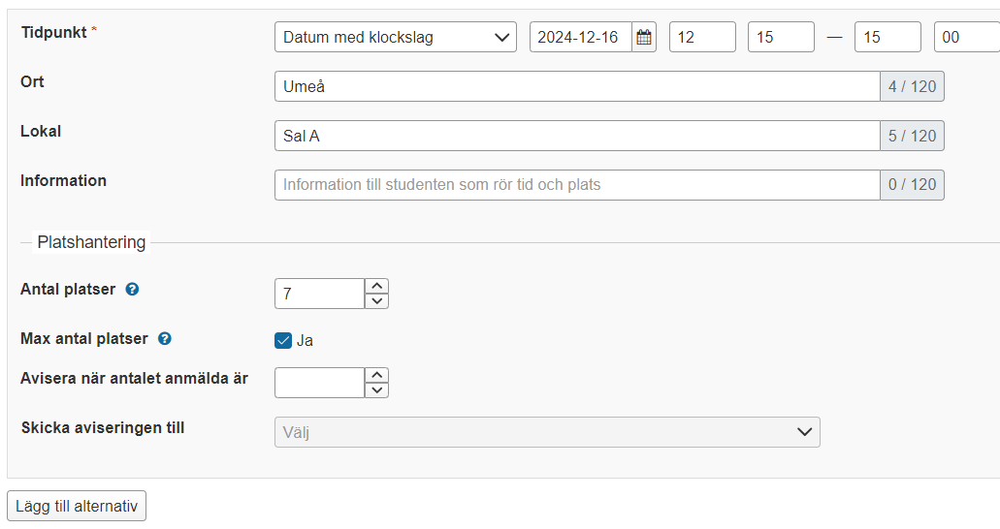 Tidpunkt * Datum med klockslag 2024-12-16 12 15 — 15 00
Ort Umeå 4 / 120
Lokal Sal A 5 / 120
Information Information till studenten som rör tid och plats 0 / 120
Platshantering
Antal platser ? 7
Max antal platser ? Ja
Avisera när antalet anmälda är
Skicka aviseringen till Välj
Lägg till alternativ